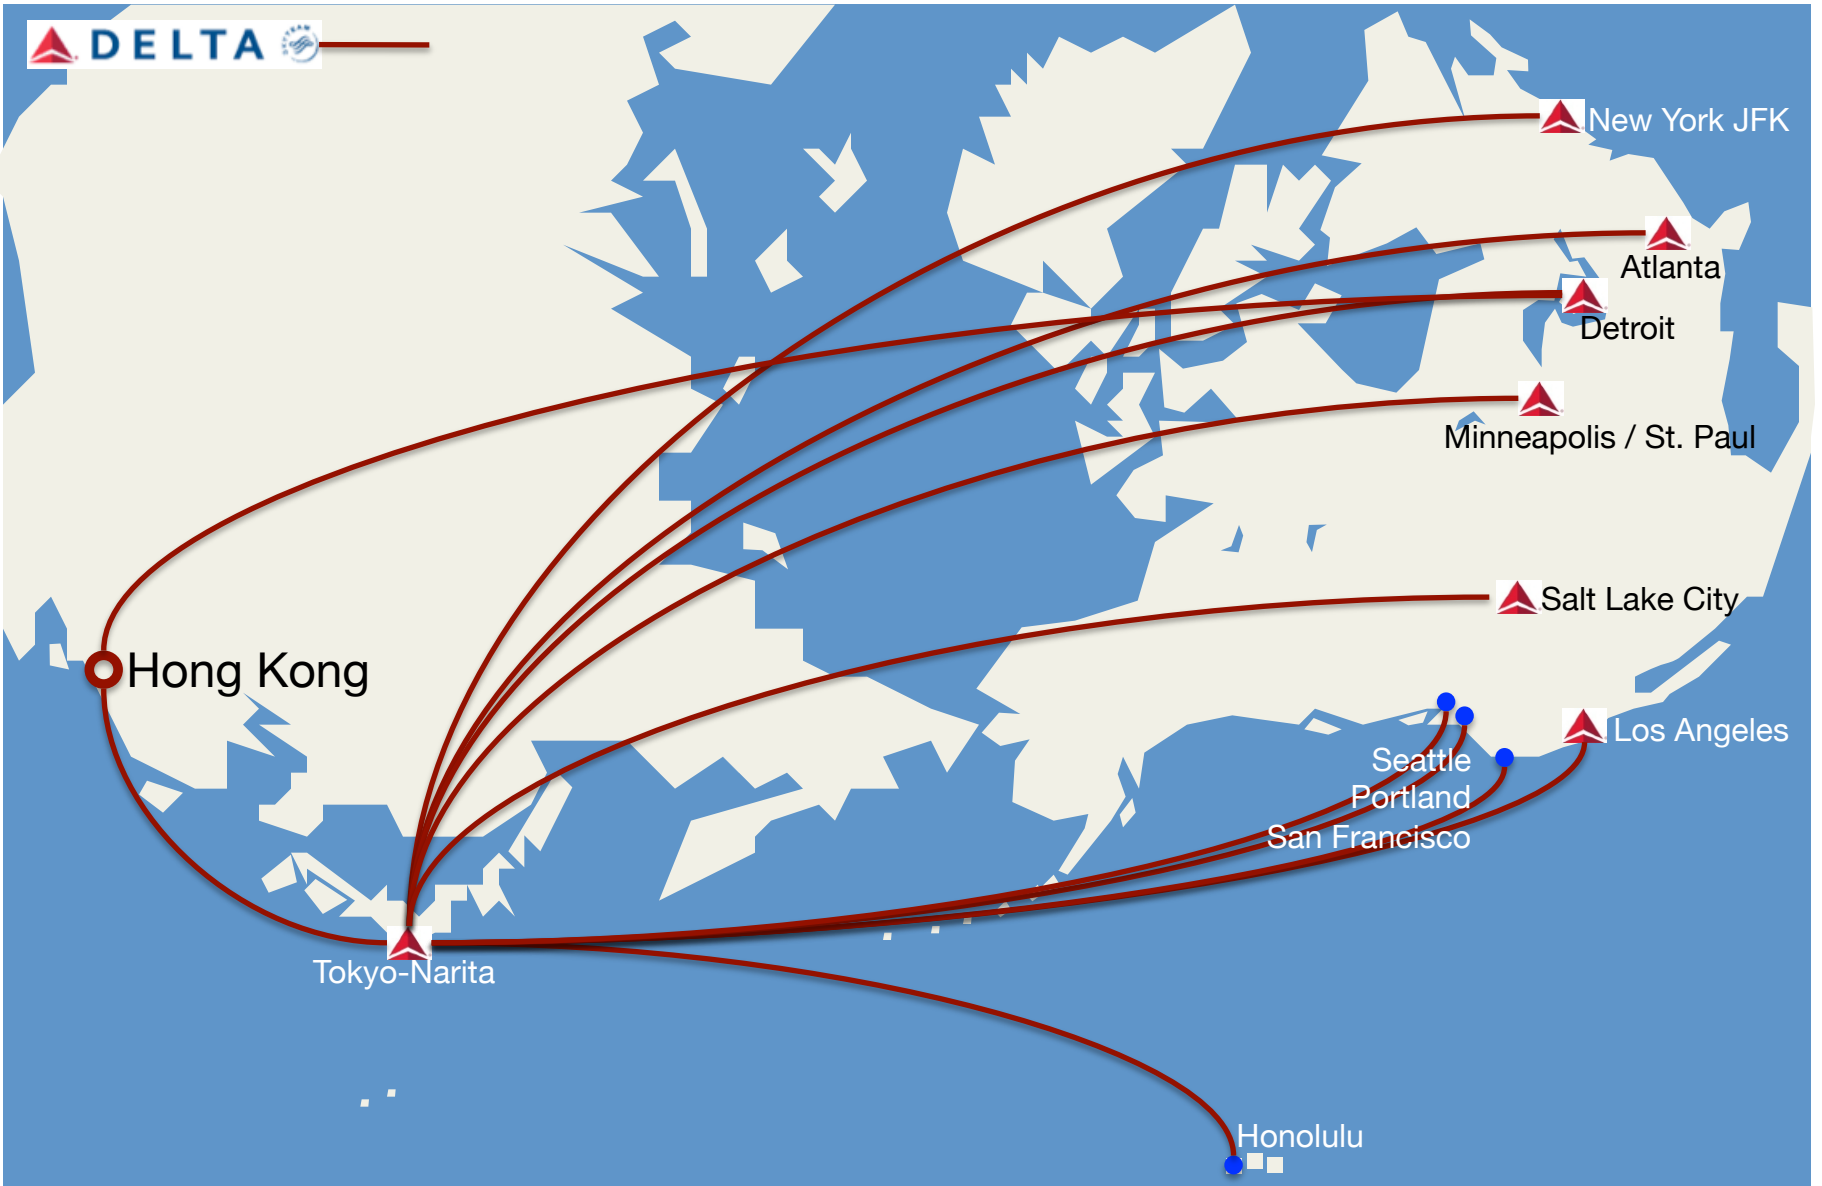 DELTA
SKYTEAM
New York JFK
Atlanta
Detroit
Minneapolis / St. Paul
Salt Lake City
Hong Kong
Los Angeles
Seattle
Portland
San Francisco
Tokyo-Narita
Honolulu